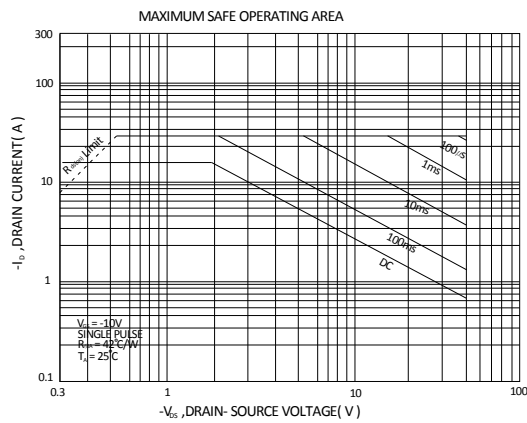 MAXIMUM SAFE OPERATING AREA
300
100
10
1
0.1
-I_D ,DRAIN CURRENT( A )
R_DS(ON) Limit
100μs
1ms
10ms
100ms
DC
V_GS = -10V
SINGLE PULSE
R_θJA = 42°C/W
T_A = 25°C
0.3
1
10
100
-V_DS ,DRAIN- SOURCE VOLTAGE( V )